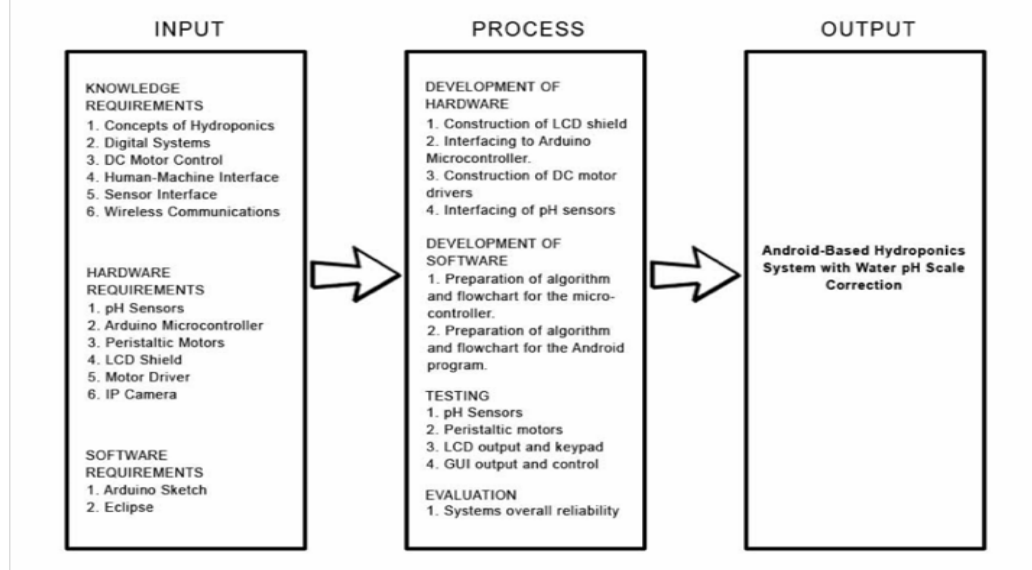 INPUT
KNOWLEDGE
REQUIREMENTS
1. Concepts of Hydroponics
2. Digital Systems
3. DC Motor Control
4. Human-Machine Interface
5. Sensor Interface
6. Wireless Communications
HARDWARE
REQUIREMENTS
1. pH Sensors
2. Arduino Microcontroller
3. Peristaltic Motors
4. LCD Shield
5. Motor Driver
6. IP Camera
SOFTWARE
REQUIREMENTS
1. Arduino Sketch
2. Eclipse
PROCESS
DEVELOPMENT OF
HARDWARE
1. Construction of LCD shield
2. Interfacing to Arduino
Microcontroller.
3. Construction of DC motor
drivers
4. Interfacing of pH sensors
DEVELOPMENT OF
SOFTWARE
1. Preparation of algorithm
and flowchart for the micro-
controller.
2. Preparation of algorithm
and flowchart for the Android
program.
TESTING
1. pH Sensors
2. Peristaltic motors
3. LCD output and keypad
4. GUI output and control
EVALUATION
1. Systems overall reliability
OUTPUT
Android-Based Hydroponics
System with Water pH Scale
Correction